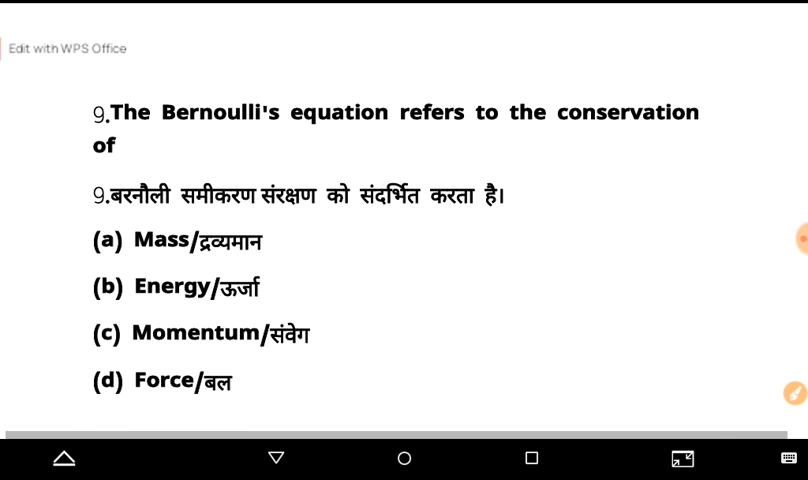 Edit with WPS Office
9.The Bernoulli's equation refers to the conservation
of
9.बरनौली समीकरण संरक्षण को संदर्भित करता है।
(a) Mass/द्रव्यमान
(b) Energy/ऊर्जा
(c) Momentum/संवेग
(d) Force/बल